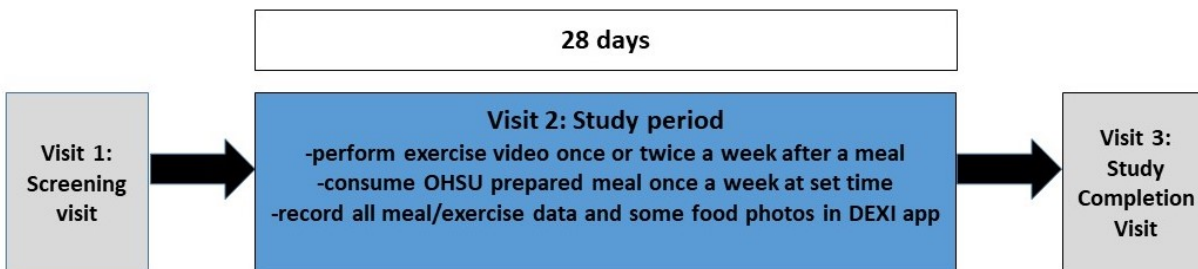 28 days
Visit 1:
Screening
visit
Visit 2: Study period
-perform exercise video once or twice a week after a meal
-consume OHSU prepared meal once a week at set time
-record all meal/exercise data and some food photos in DEXI app
Visit 3:
Study
Completion
Visit